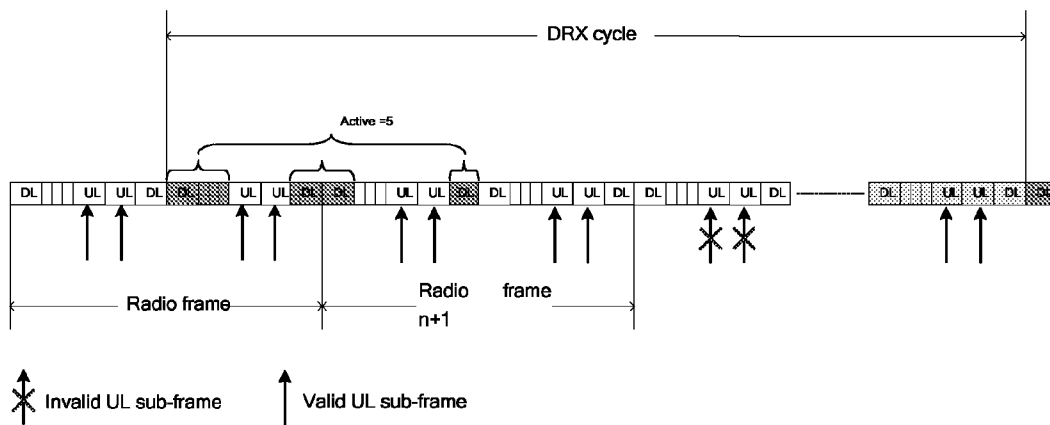 DRX cycle
Active =5
DL UL UL DL DL UL UL DL DL UL UL DL UL UL DL DL UL UL DL DL UL UL DL DL
Radio frame
Radio frame
n+1
Invalid UL sub-frame
Valid UL sub-frame